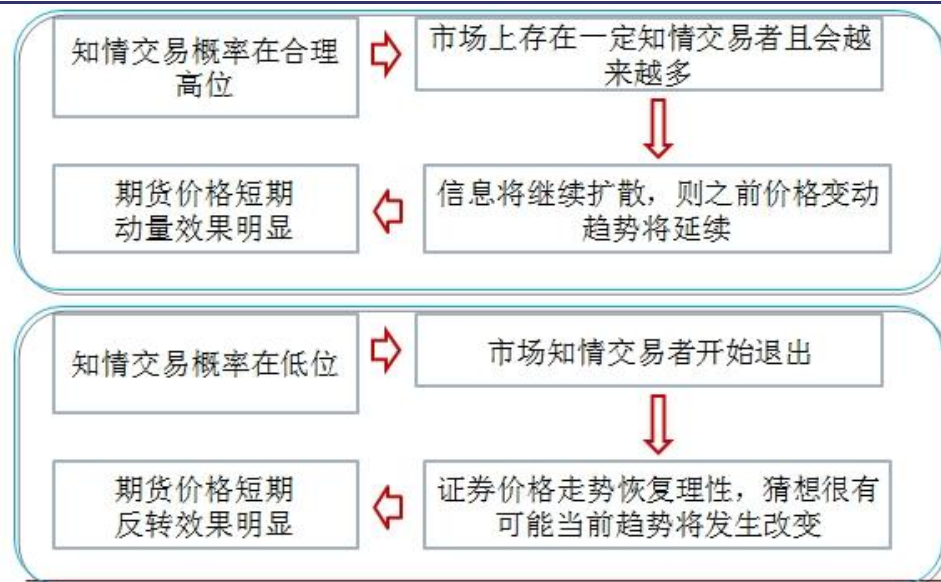 知情交易概率在合理
高位
市场上存在一定知情交易者且会越
来越多
信息将继续扩散，则之前价格变动
趋势将延续
期货价格短期
动量效果明显
知情交易概率在低位
市场知情交易者开始退出
证券价格走势恢复理性，猜想很有
可能当前趋势将发生改变
期货价格短期
反转效果明显